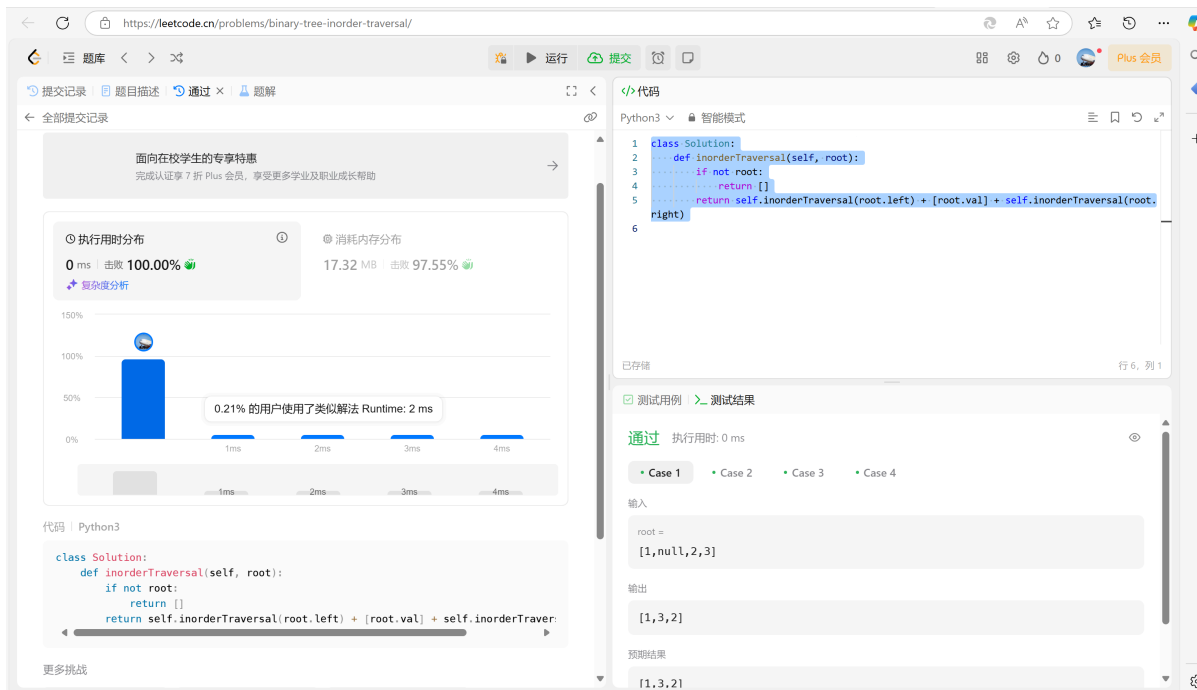 https://leetcode.cn/problems/binary-tree-inorder-traversal/
题库
运行
提交
0
Plus 会员
提交记录
题目描述
通过
题解
全部提交记录
面向在校学生的专享特惠
完成认证享 7 折 Plus 会员，享受更多学业及职业成长帮助
执行用时分布
0 ms 击败 100.00%
复杂度分析
消耗内存分布
17.32 MB 击败 97.55%
150%
100%
50%
0%
0.21% 的用户使用了类似解法 Runtime: 2 ms
1ms
2ms
3ms
4ms
1ms
2ms
3ms
4ms
代码 Python3
class Solution:
def inorderTraversal(self, root):
if not root:
return []
return self.inorderTraversal(root.left) + [root.val] + self.inorderTravers
更多挑战
</>代码
Python3 智能模式
1 class Solution:
2 def inorderTraversal(self, root):
3 if not root:
4 return []
5 return self.inorderTraversal(root.left) + [root.val] + self.inorderTraversal(root.
right)
6
已存储
行 6，列 1
测试用例
测试结果
通过 执行用时: 0 ms
Case 1
Case 2
Case 3
Case 4
输入
root =
[1,null,2,3]
输出
[1,3,2]
预期结果
[1,3,2]